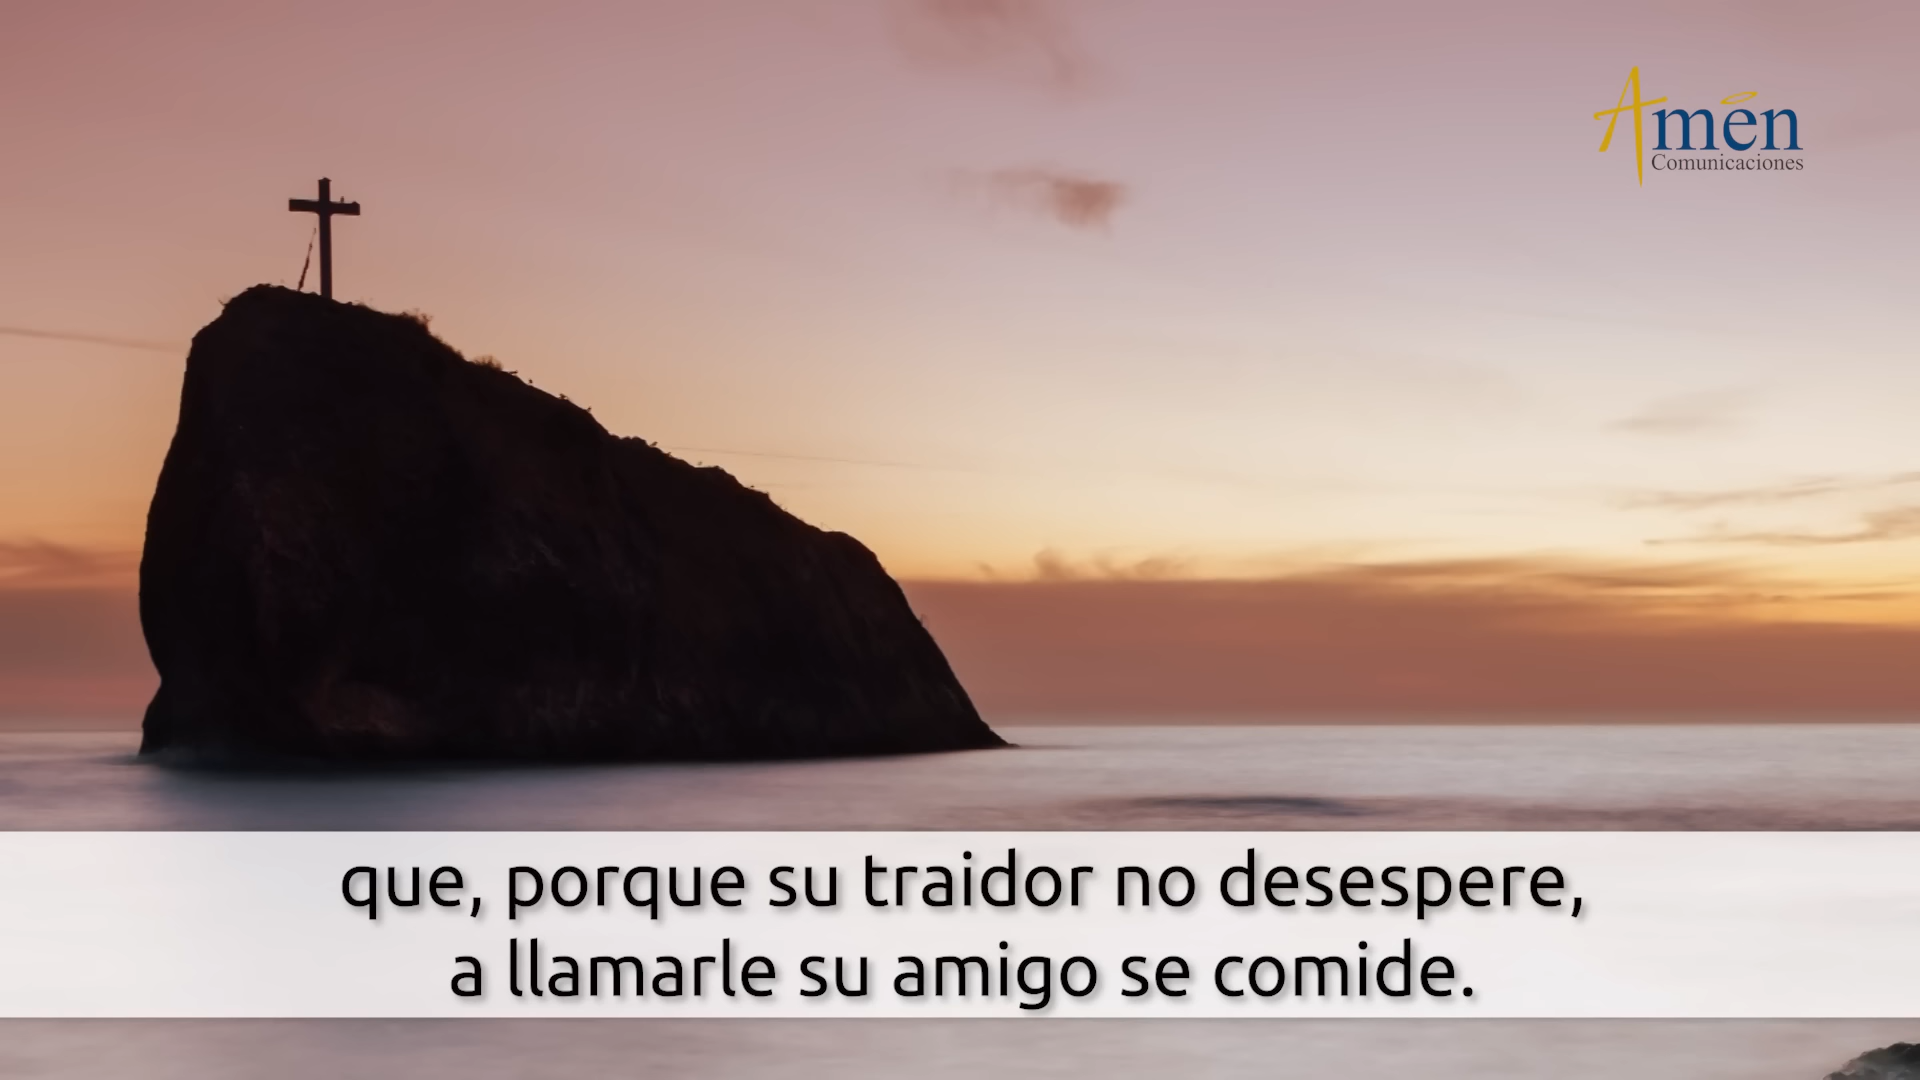 Amén
Comunicaciones
que, porque su traidor no desespere,
a llamarle su amigo se comide.